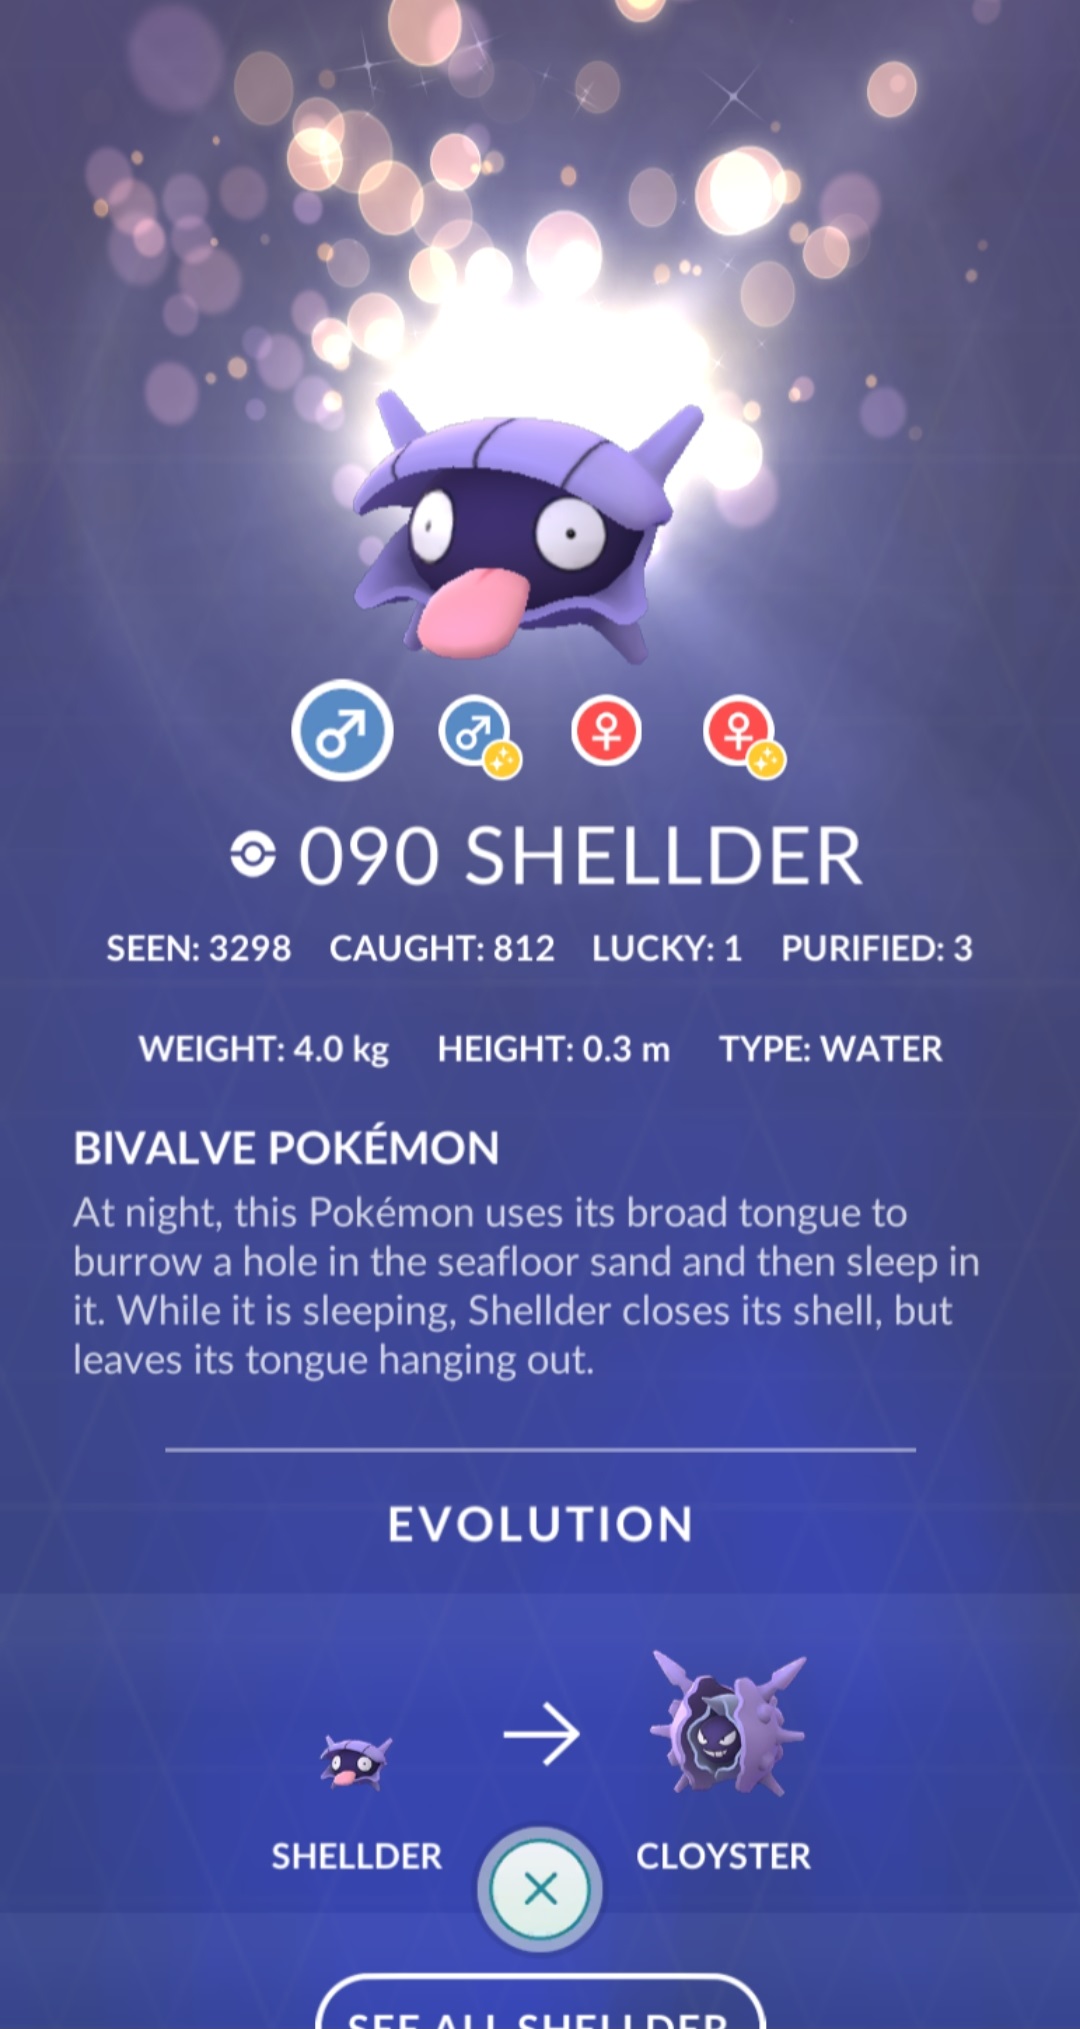 090 SHELLDER
SEEN: 3298 CAUGHT: 812 LUCKY: 1 PURIFIED: 3
WEIGHT: 4.0 kg HEIGHT: 0.3 m TYPE: WATER
BIVALVE POKÉMON
At night, this Pokémon uses its broad tongue to
burrow a hole in the seafloor sand and then sleep in
it. While it is sleeping, Shellder closes its shell, but
leaves its tongue hanging out.
EVOLUTION
SHELLDER CLOYSTER
SEE ALL SHELLDER